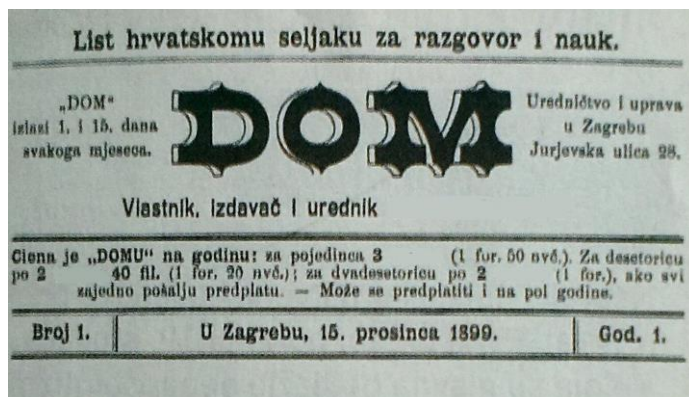 List hrvatskomu seljaku za razgovor i nauk.
„DOM“
izlazi 1. i 15. dana
svakoga mjeseca.
DOM
Uredništvo i uprava
u Zagrebu
Jurjevska ulica 28.
Vlastnik, izdavač i urednik
Ciena je „DOMU“ na godinu: za pojedinca 3 (1 for. 50 nvč.). Za desetoricu
po 2 40 fil. (1 for. 20 nvč.); za dvadesetoricu po 2 (1 for.), ako svi
zajedno pošalju predplatu. — Može se predplatiti i na pol godine.
Broj 1.
U Zagrebu, 15. prosinca 1899.
God. 1.